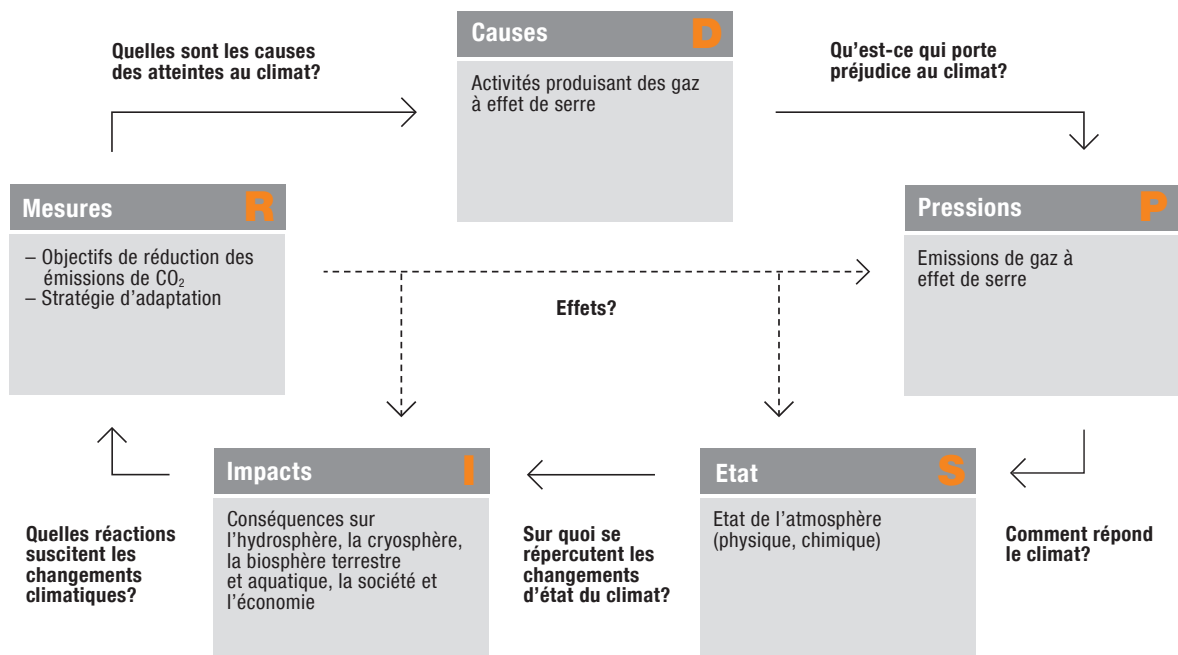 Quelles sont les causes
des atteintes au climat?
Causes D
Activités produisant des gaz
à effet de serre
Qu'est-ce qui porte
préjudice au climat?
Mesures R
– Objectifs de réduction des
émissions de CO₂
– Stratégie d'adaptation
Effets?
Pressions P
Emissions de gaz à
effet de serre
Quelles réactions
suscitent les
changements
climatiques?
Impacts I
Conséquences sur
l'hydrosphère, la cryosphère,
la biosphère terrestre
et aquatique, la société et
l'économie
Sur quoi se
répercutent les
changements
d'état du climat?
Etat S
Etat de l'atmosphère
(physique, chimique)
Comment répond
le climat?